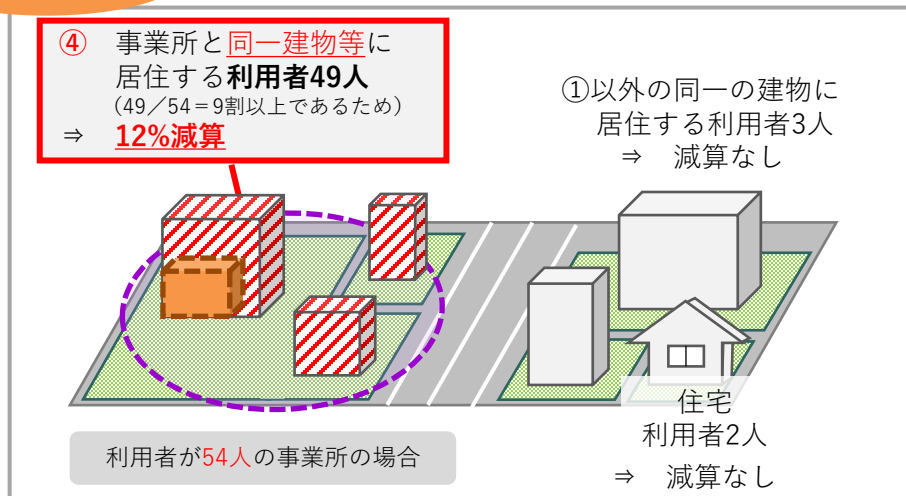 ④ 事業所と同一建物等に
居住する利用者49人
（49／54＝9割以上であるため）
⇒ 12%減算
①以外の同一の建物に
居住する利用者3人
⇒ 減算なし
住宅
利用者2人
⇒ 減算なし
利用者が54人の事業所の場合